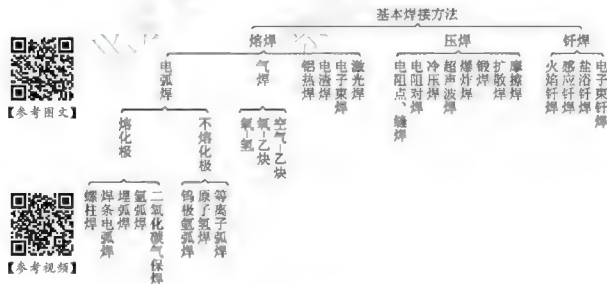 基本焊接方法
熔焊
压焊
钎焊
电弧焊
气焊
铝热焊
电渣焊
电子束焊
激光焊
电阻点、缝焊
电阻对焊
冷压焊
超声波焊
爆炸焊
锻焊
扩散焊
摩擦焊
火焰钎焊
感应钎焊
盐浴钎焊
电子束钎焊
【参考图文】
熔化极
不熔化极
氧-氢
氧-乙炔
空气-乙炔
螺柱焊
焊条电弧焊
埋弧焊
氩弧焊
二氧化碳气保焊
钨极氩弧焊
原子氢焊
等离子弧焊
【参考视频】